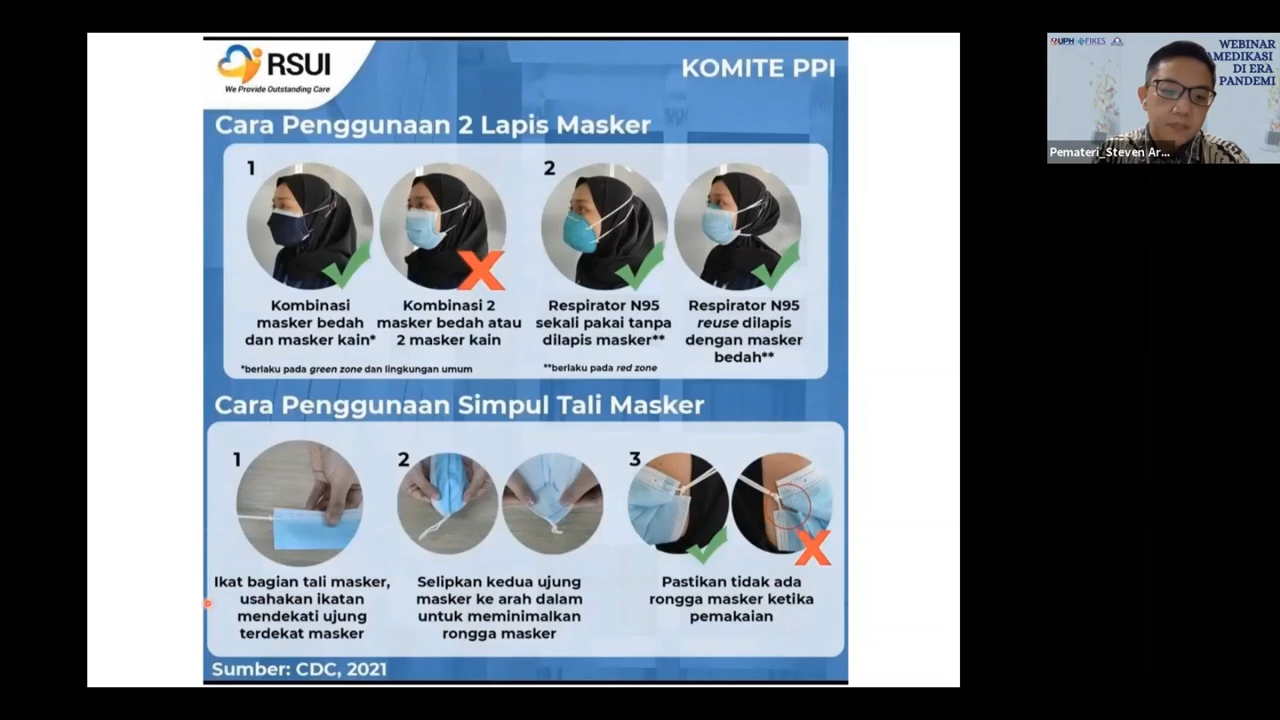 RSUI
We Provide Outstanding Care
KOMITE PPI
Cara Penggunaan 2 Lapis Masker
1
Kombinasi
masker bedah
dan masker kain*
Kombinasi 2
masker bedah atau
2 masker kain
*berlaku pada green zone dan lingkungan umum
2
Respirator N95
sekali pakai tanpa
dilapis masker**
Respirator N95
reuse dilapis
dengan masker
bedah**
**berlaku pada red zone
Cara Penggunaan Simpul Tali Masker
1
Ikat bagian tali masker,
usahakan ikatan
mendekati ujung
terdekat masker
2
Selipkan kedua ujung
masker ke arah dalam
untuk meminimalkan
rongga masker
3
Pastikan tidak ada
rongga masker ketika
pemakaian
Sumber: CDC, 2021
UPH FIKES
WEBINAR
AMEDIKASI
DI ERA
PANDEMI
Pemateri_Steven Ar...